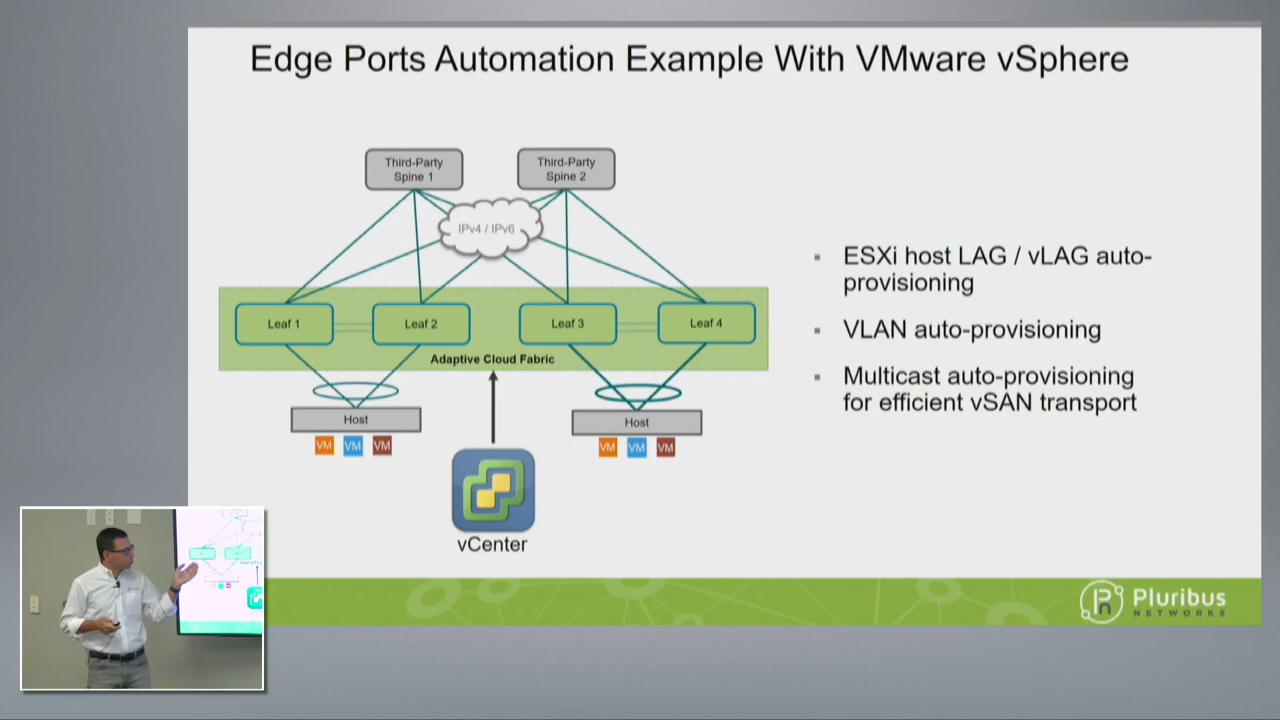 Edge Ports Automation Example With VMware vSphere
Third-Party
Spine 1
Third-Party
Spine 2
IPv4 / IPv6
Leaf 1
Leaf 2
Leaf 3
Leaf 4
Adaptive Cloud Fabric
Host
Host
VM VM VM
VM VM VM
vCenter
▪ ESXi host LAG / vLAG auto-
provisioning
▪ VLAN auto-provisioning
▪ Multicast auto-provisioning
for efficient vSAN transport
Pluribus
NETWORKS